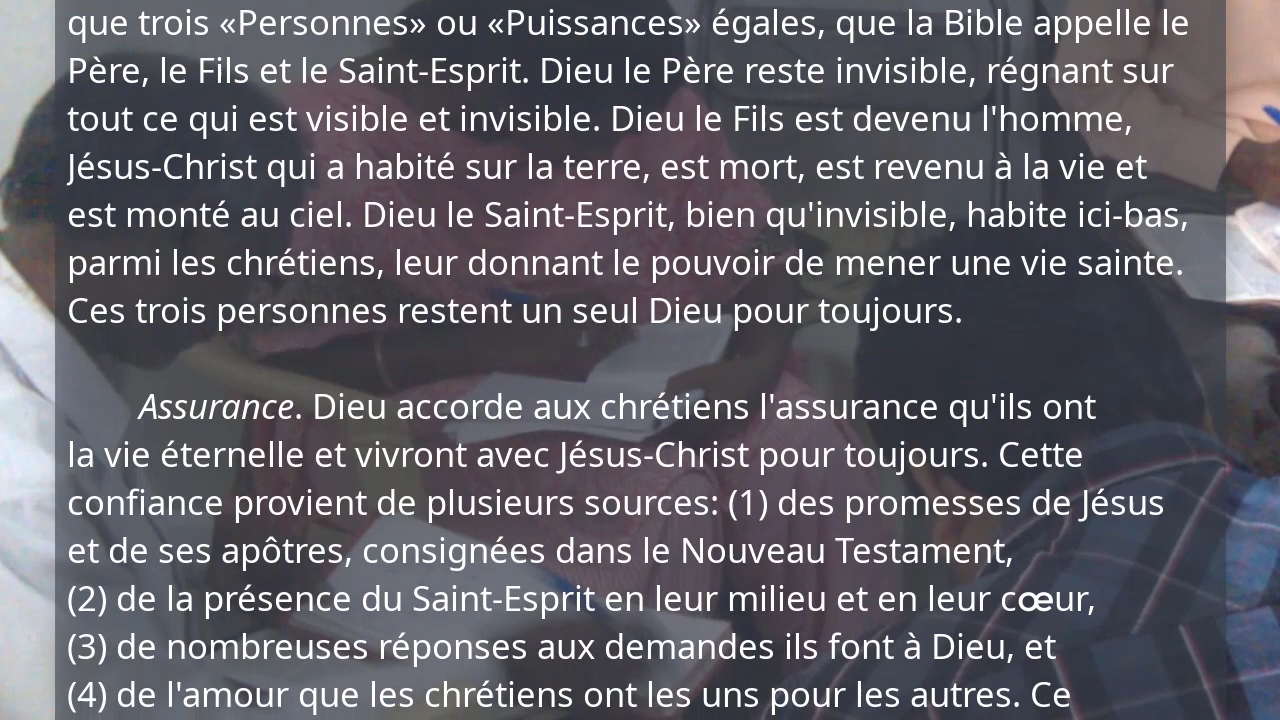 que trois «Personnes» ou «Puissances» égales, que la Bible appelle le
Père, le Fils et le Saint-Esprit. Dieu le Père reste invisible, régnant sur
tout ce qui est visible et invisible. Dieu le Fils est devenu l'homme,
Jésus-Christ qui a habité sur la terre, est mort, est revenu à la vie et
est monté au ciel. Dieu le Saint-Esprit, bien qu'invisible, habite ici-bas,
parmi les chrétiens, leur donnant le pouvoir de mener une vie sainte.
Ces trois personnes restent un seul Dieu pour toujours.
Assurance. Dieu accorde aux chrétiens l'assurance qu'ils ont
la vie éternelle et vivront avec Jésus-Christ pour toujours. Cette
confiance provient de plusieurs sources: (1) des promesses de Jésus
et de ses apôtres, consignées dans le Nouveau Testament,
(2) de la présence du Saint-Esprit en leur milieu et en leur cœur,
(3) de nombreuses réponses aux demandes ils font à Dieu, et
(4) de l'amour que les chrétiens ont les uns pour les autres. Ce